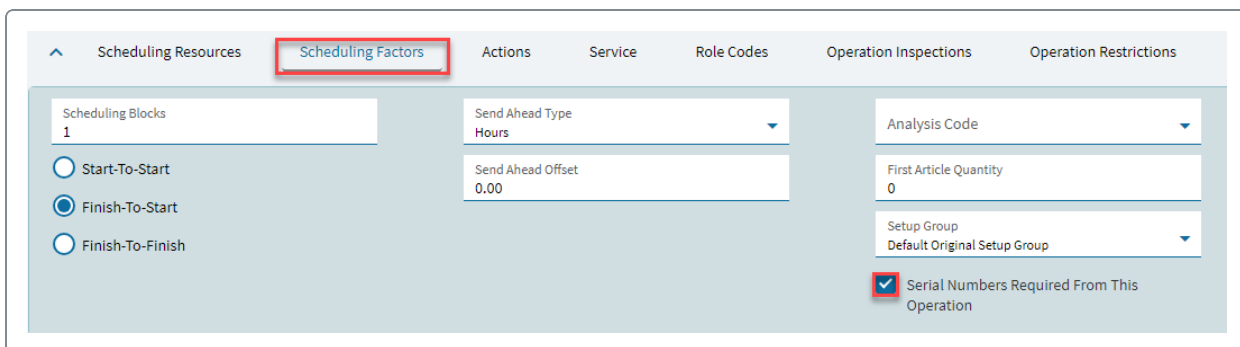 Scheduling Resources
Scheduling Factors
Actions
Service
Role Codes
Operation Inspections
Operation Restrictions
Scheduling Blocks
1
Start-To-Start
Finish-To-Start
Finish-To-Finish
Send Ahead Type
Hours
Send Ahead Offset
0.00
Analysis Code
First Article Quantity
0
Setup Group
Default Original Setup Group
Serial Numbers Required From This
Operation